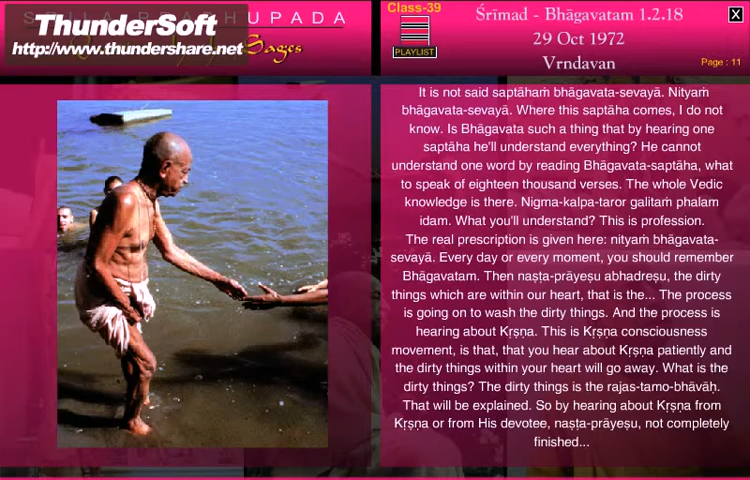 ThunderSoft
http://www.thundershare.net
HUPADA
Sages
Class-39
PLAYLIST
Śrīmad - Bhāgavatam 1.2.18
29 Oct 1972
Vrndavan
X
Page : 11
It is not said saptāhaṁ bhāgavata-sevayā. Nityaṁ
bhāgavata-sevayā. Where this saptāha comes, I do not
know. Is Bhāgavata such a thing that by hearing one
saptāha he'll understand everything? He cannot
understand one word by reading Bhāgavata-saptāha, what
to speak of eighteen thousand verses. The whole Vedic
knowledge is there. Nigma-kalpa-taror galitaṁ phalam
idam. What you'll understand? This is profession.
The real prescription is given here: nityaṁ bhāgavata-
sevayā. Every day or every moment, you should remember
Bhāgavatam. Then naṣṭa-prāyeṣu abhadreṣu, the dirty
things which are within our heart, that is the... The process
is going on to wash the dirty things. And the process is
hearing about Kṛṣṇa. This is Kṛṣṇa consciousness
movement, is that, that you hear about Kṛṣṇa patiently and
the dirty things within your heart will go away. What is the
dirty things? The dirty things is the rajas-tamo-bhāvāḥ.
That will be explained. So by hearing about Kṛṣṇa from
Kṛṣṇa or from His devotee, naṣṭa-prāyeṣu, not completely
finished...